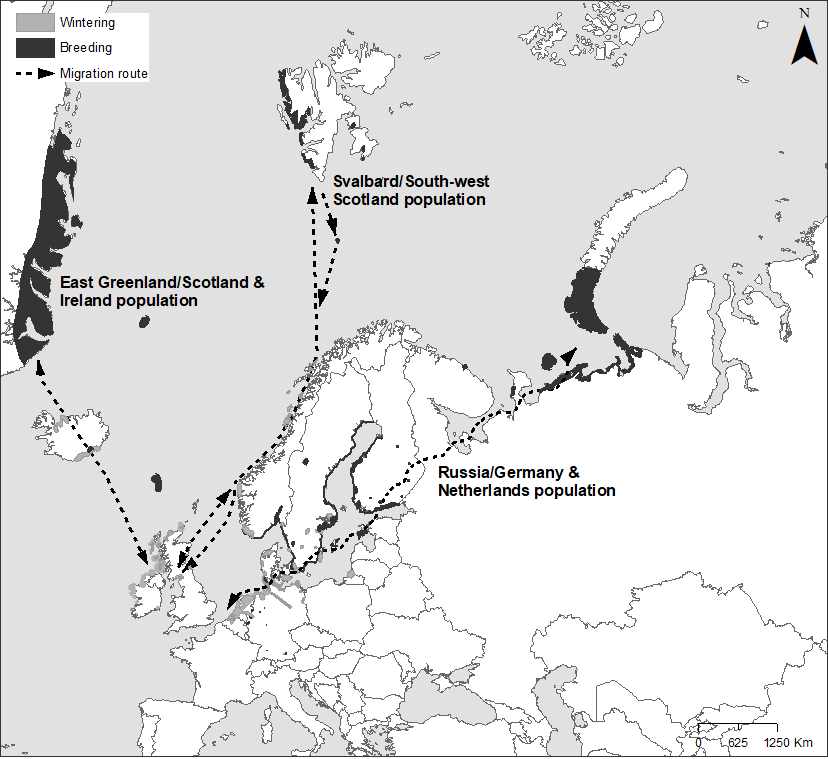 Wintering
Breeding
Migration route
N
Svalbard/South-west
Scotland population
East Greenland/Scotland &
Ireland population
Russia/Germany &
Netherlands population
0 625 1250 Km